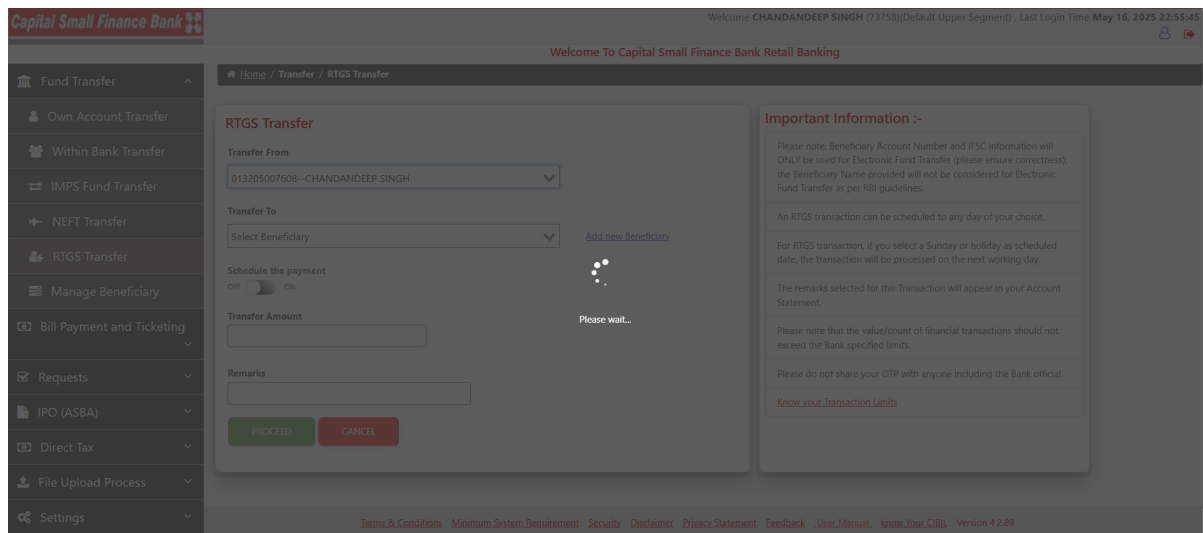 Capital Small Finance Bank
Welcome CHANDANDEEP SINGH (73758)(Default Upper Segment) , Last Login Time May 16, 2025 22:55:45
Welcome To Capital Small Finance Bank Retail Banking
Fund Transfer
Own Account Transfer
Within Bank Transfer
IMPS Fund Transfer
NEFT Transfer
RTGS Transfer
Manage Beneficiary
Bill Payment and Ticketing
Requests
IPO (ASBA)
Direct Tax
File Upload Process
Settings
Home / Transfer / RTGS Transfer
RTGS Transfer
Transfer From
013205007608--CHANDANDEEP SINGH
Transfer To
Select Beneficiary
Add new Beneficiary
Schedule the payment
OFF ON
Transfer Amount
Remarks
PROCEED CANCEL
Please wait...
Important Information :-
Please note, Beneficiary Account Number and IFSC information will
ONLY be used for Electronic Fund Transfer (please ensure correctness),
the Beneficiary Name provided will not be considered for Electronic
Fund Transfer as per RBI guidelines.
An RTGS transaction can be scheduled to any day of your choice.
For RTGS transaction, if you select a Sunday or holiday as scheduled
date, the transaction will be processed on the next working day.
The remarks selected for this Transaction will appear in your Account
Statement.
Please note that the value/count of financial transactions should not
exceed the Bank specified limits.
Please do not share your OTP with anyone including the Bank official.
Know your Transaction Limits
Terms & Conditions Minimum System Requirement Security Disclaimer Privacy Statement Feedback User Manual know Your CIBIL Version 4.2.89